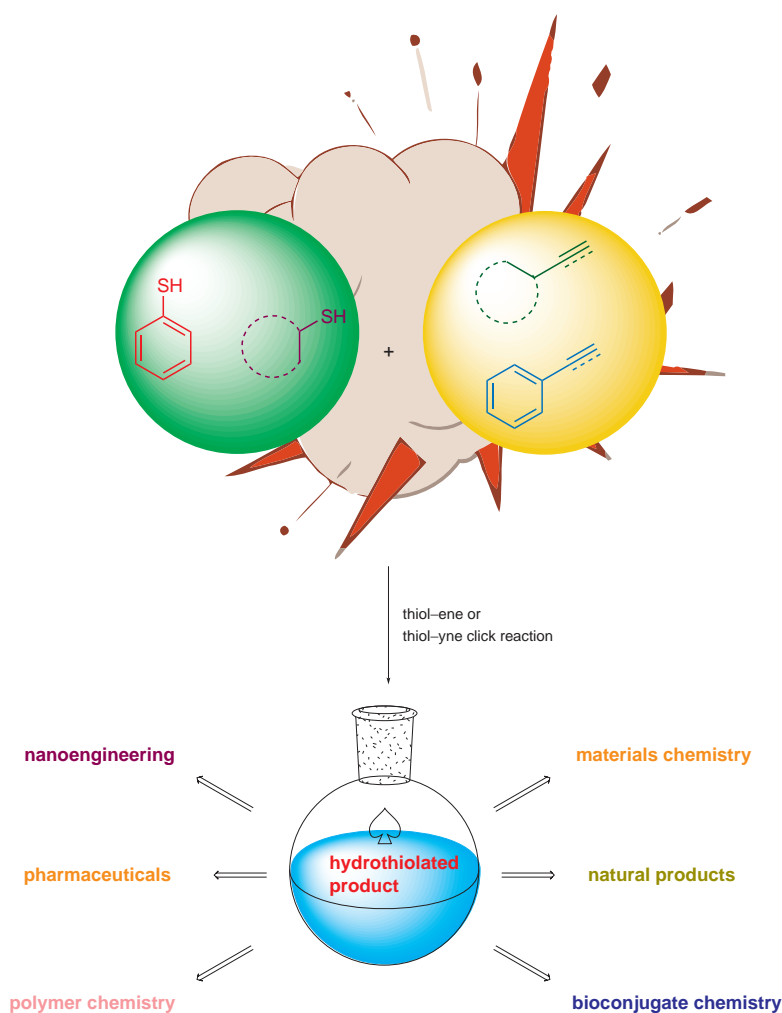 SH
SH
+
thiol–ene or
thiol–yne click reaction
nanoengineering
materials chemistry
hydrothiolated
product
pharmaceuticals
natural products
polymer chemistry
bioconjugate chemistry